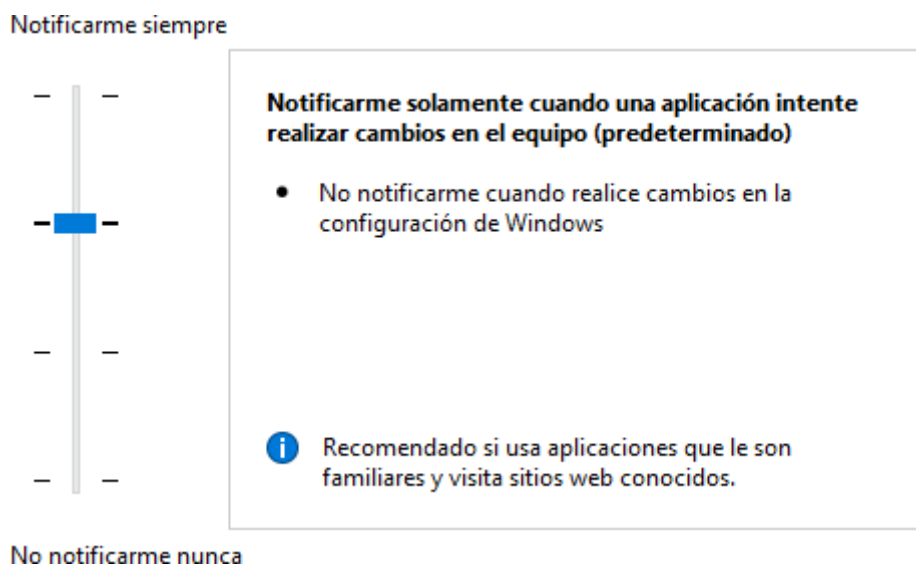 Notificarme siempre
Notificarme solamente cuando una aplicación intente
realizar cambios en el equipo (predeterminado)
• No notificarme cuando realice cambios en la
configuración de Windows
Recomendado si usa aplicaciones que le son
familiares y visita sitios web conocidos.
No notificarme nunca